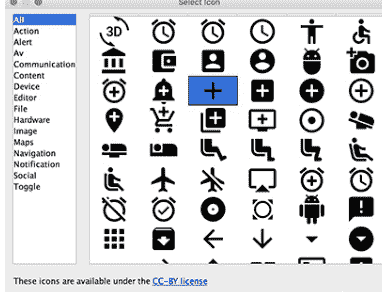 Select Icon
All
Action
Alert
Av
Communication
Content
Device
Editor
File
Hardware
Image
Maps
Navigation
Notification
Social
Toggle
3D
These icons are available under the CC-BY license